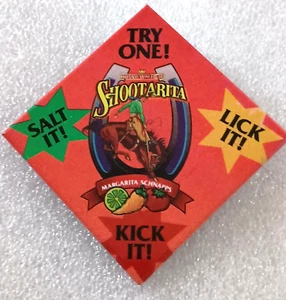 TRY
ONE!
SHOOTARITA
SALT
IT!
LICK
IT!
MARGARITA SCHNAPPS
KICK
IT!